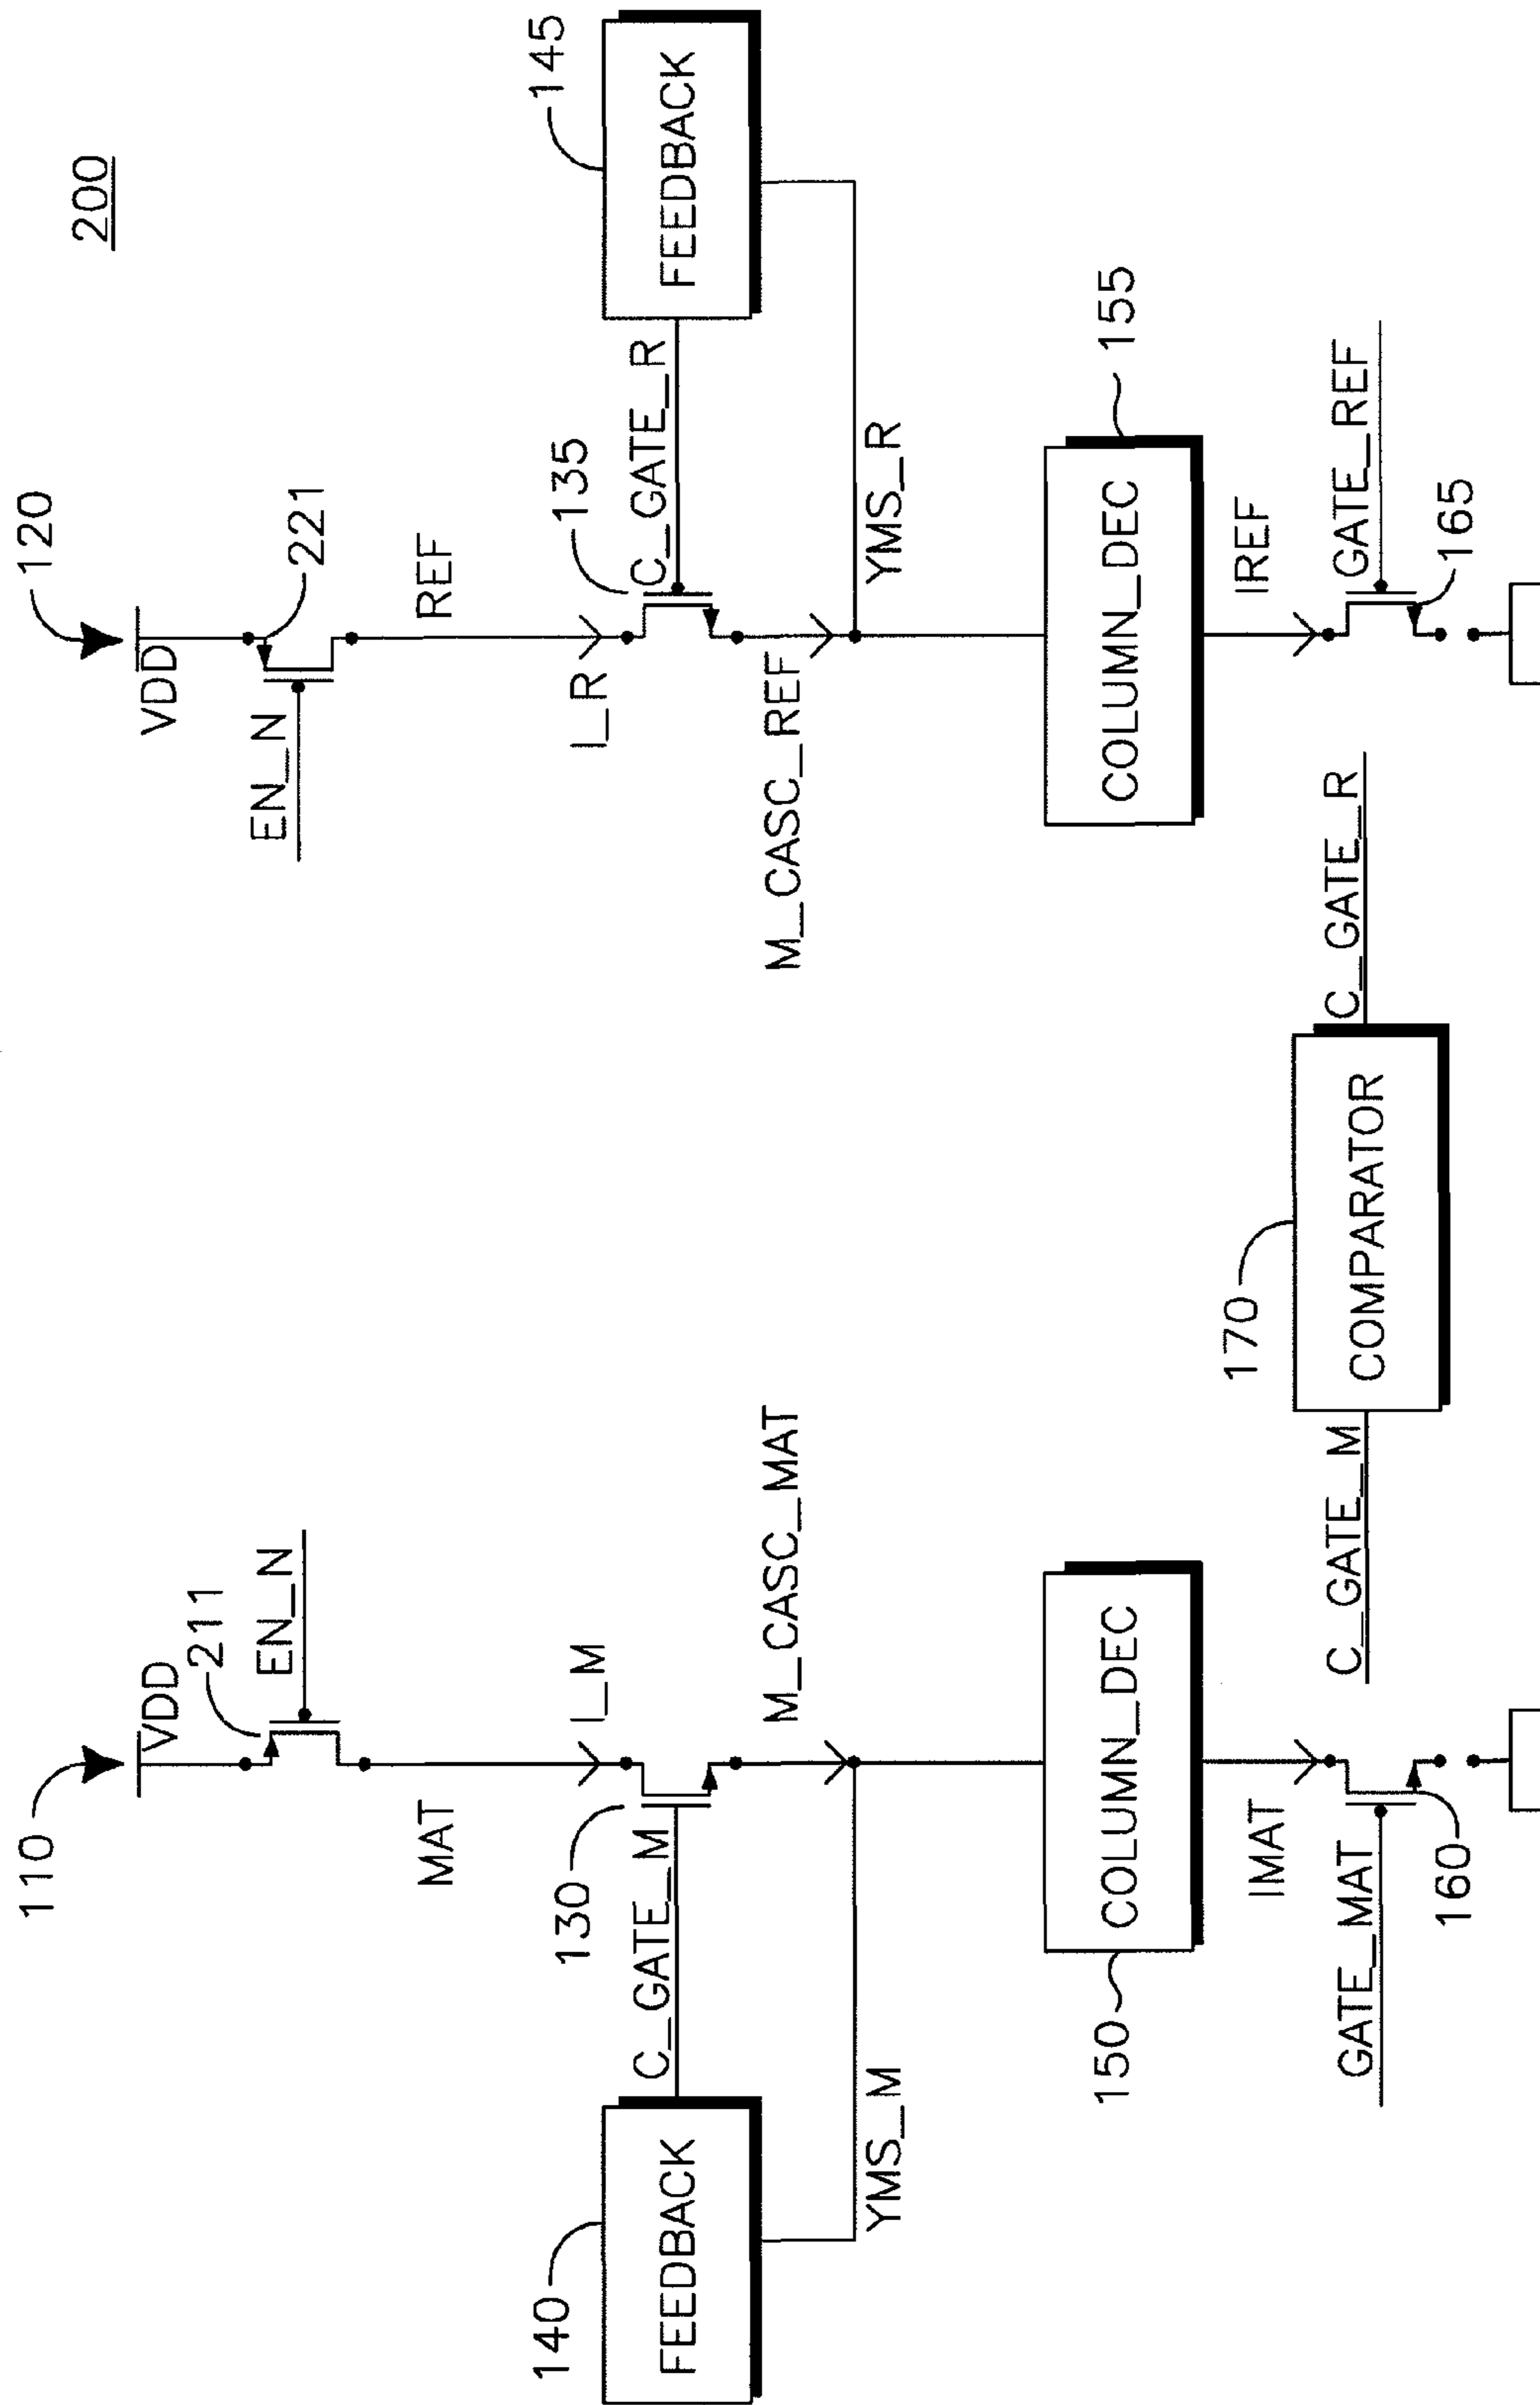 200
110
120
VDD
VDD
211
221
EN_N
EN_N
MAT
REF
I_M
I_R
130
135
140
145
C_GATE_M
C_GATE_R
FEEDBACK
FEEDBACK
M_CASC_MAT
M_CASC_REF
YMS_M
YMS_R
COLUMN_DEC
COLUMN_DEC
150
155
170
IMAT
IREF
GATE_MAT
C_GATE_M
COMPARATOR
C_GATE_R
GATE_REF
160
165